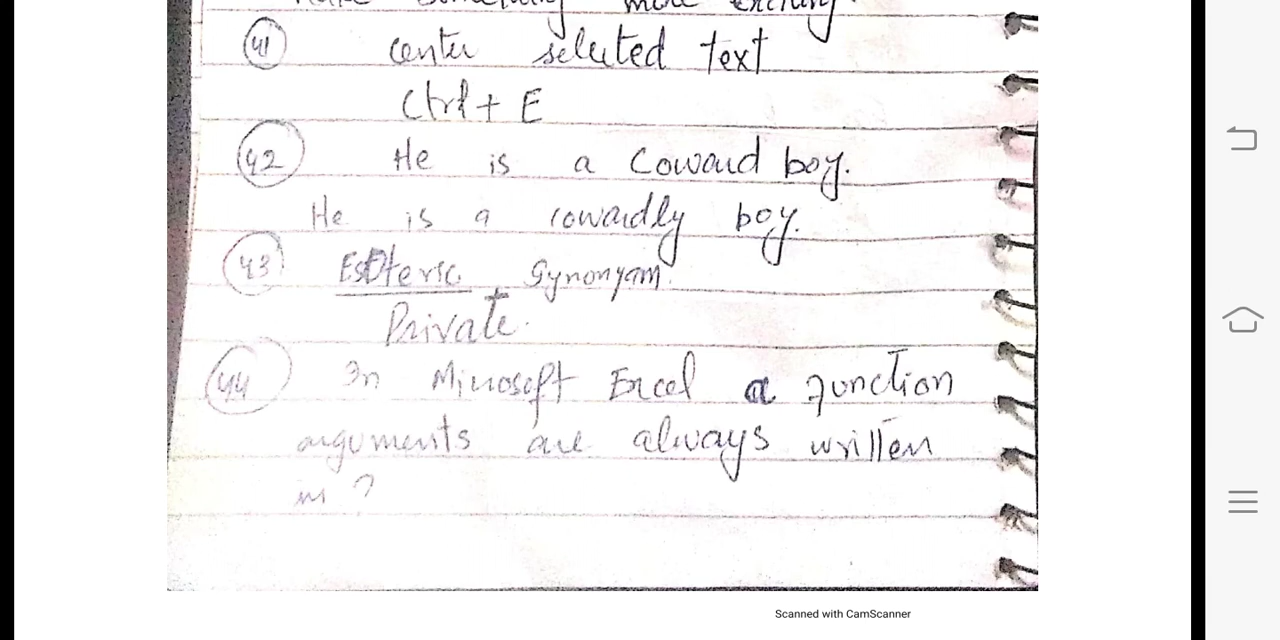 more
41 center selected text
Ctrl + E
42 He is a Coward boy.
He is a cowardly boy.
43 Esoteric Synonyam
Private.
44 In Microsoft Excel a function
arguments are always written
in ?
Scanned with CamScanner